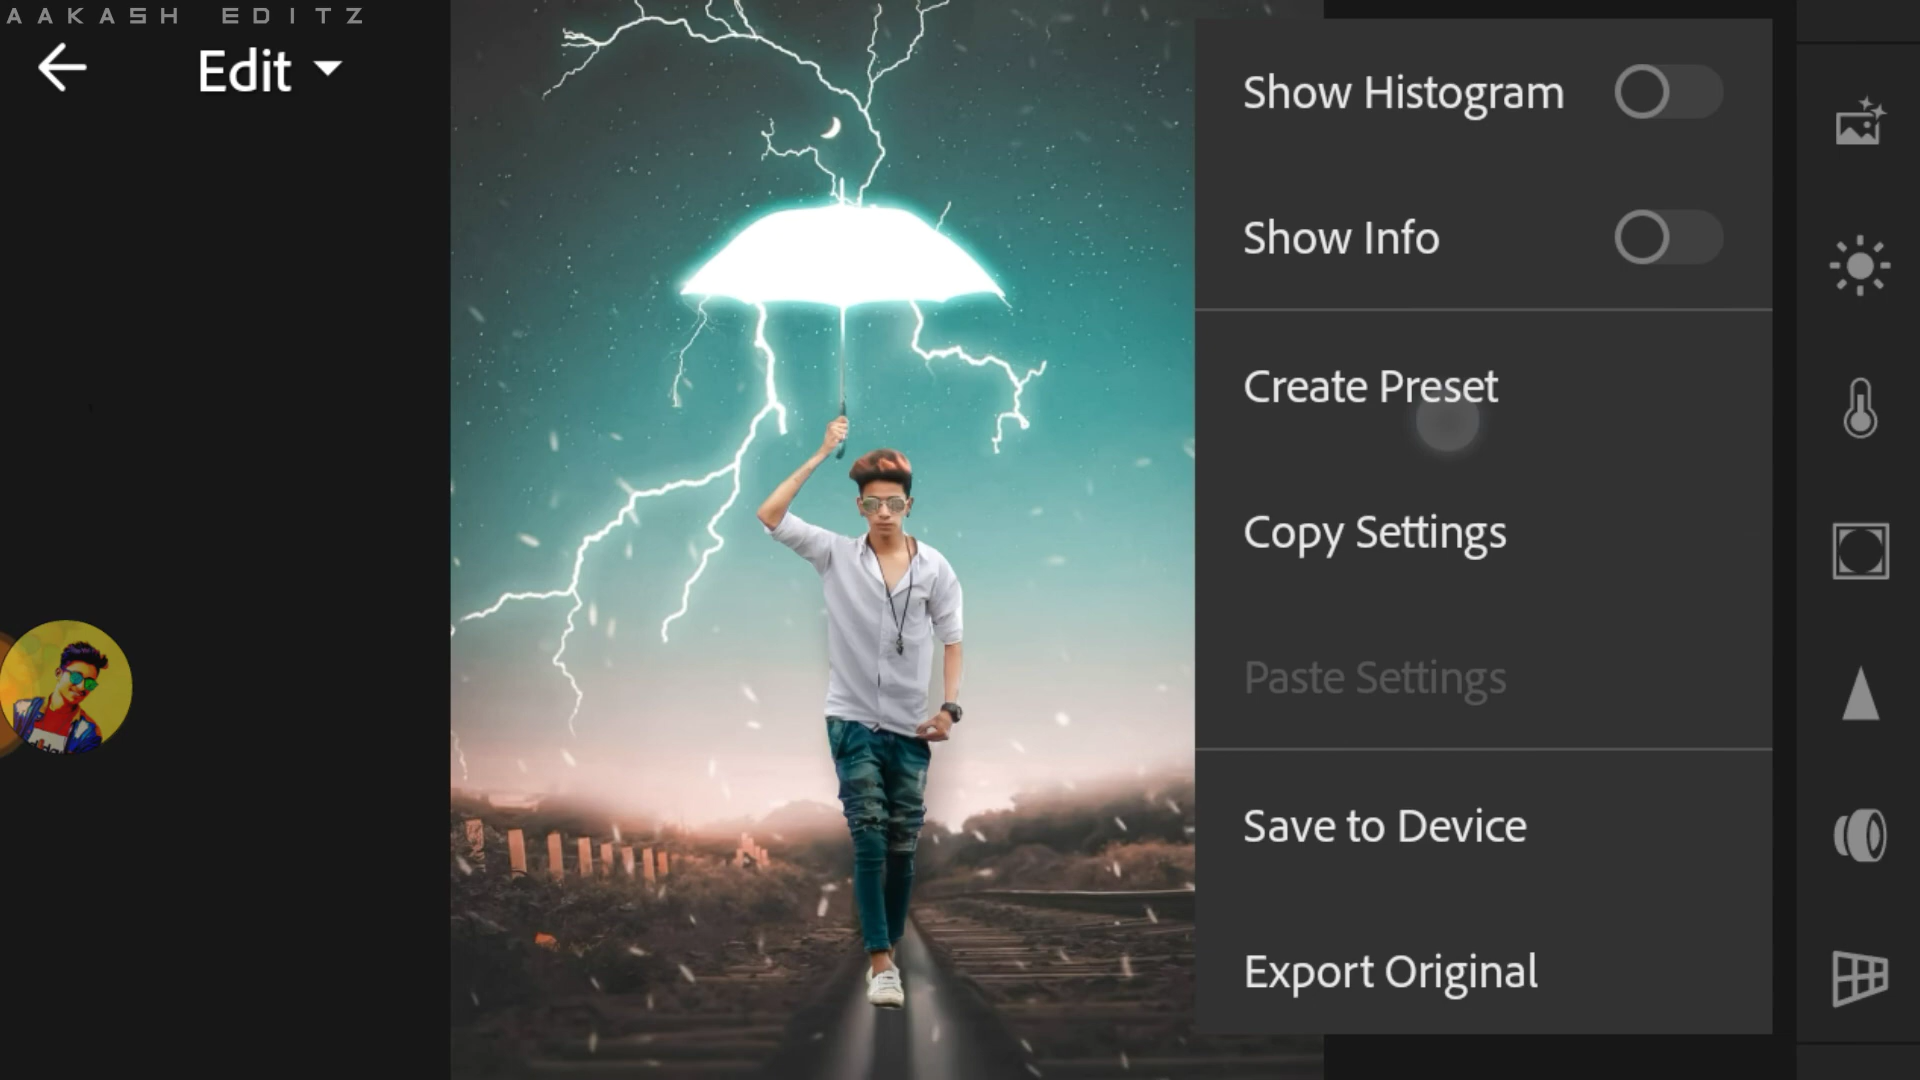 AAKASH EDITZ
Edit
Show Histogram
Show Info
Create Preset
Copy Settings
Paste Settings
Save to Device
Export Original